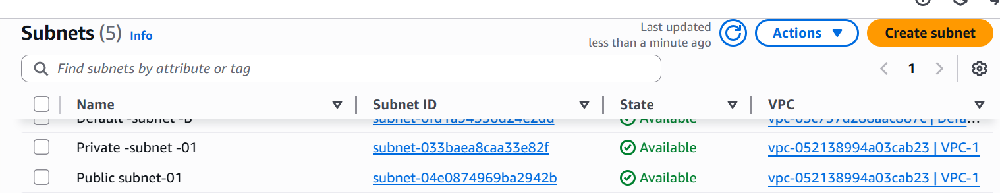 Subnets (5) Info
Last updated
less than a minute ago
Actions
Create subnet
Find subnets by attribute or tag
1
Name Subnet ID State VPC
Default -subnet -B Available
Private -subnet -01 subnet-033baea8caa33e82f Available vpc-052138994a03cab23 | VPC-1
Public subnet-01 subnet-04e0874969ba2942b Available vpc-052138994a03cab23 | VPC-1